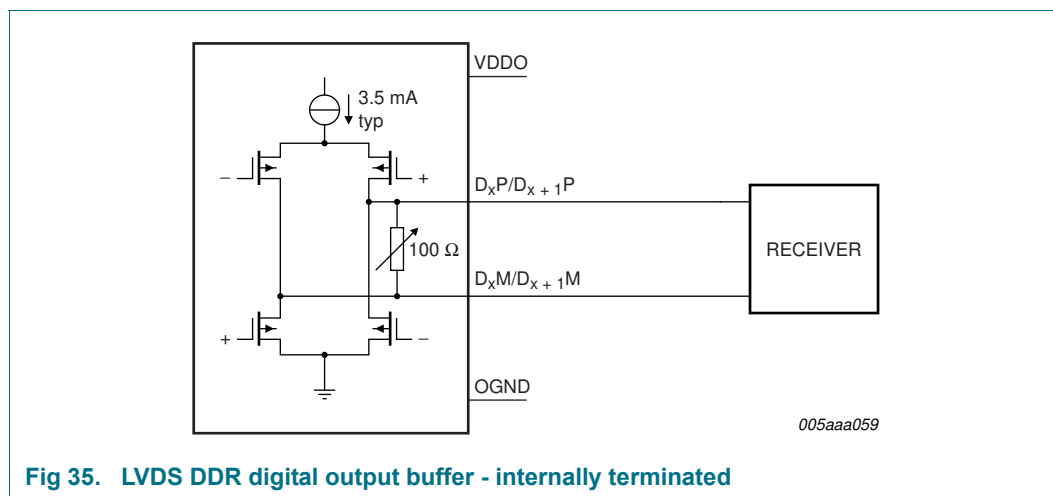 VDDO
3.5 mA
typ
−
+
DxP/Dx + 1P
100 Ω
RECEIVER
DxM/Dx + 1M
+
−
OGND
005aaa059
Fig 35. LVDS DDR digital output buffer - internally terminated